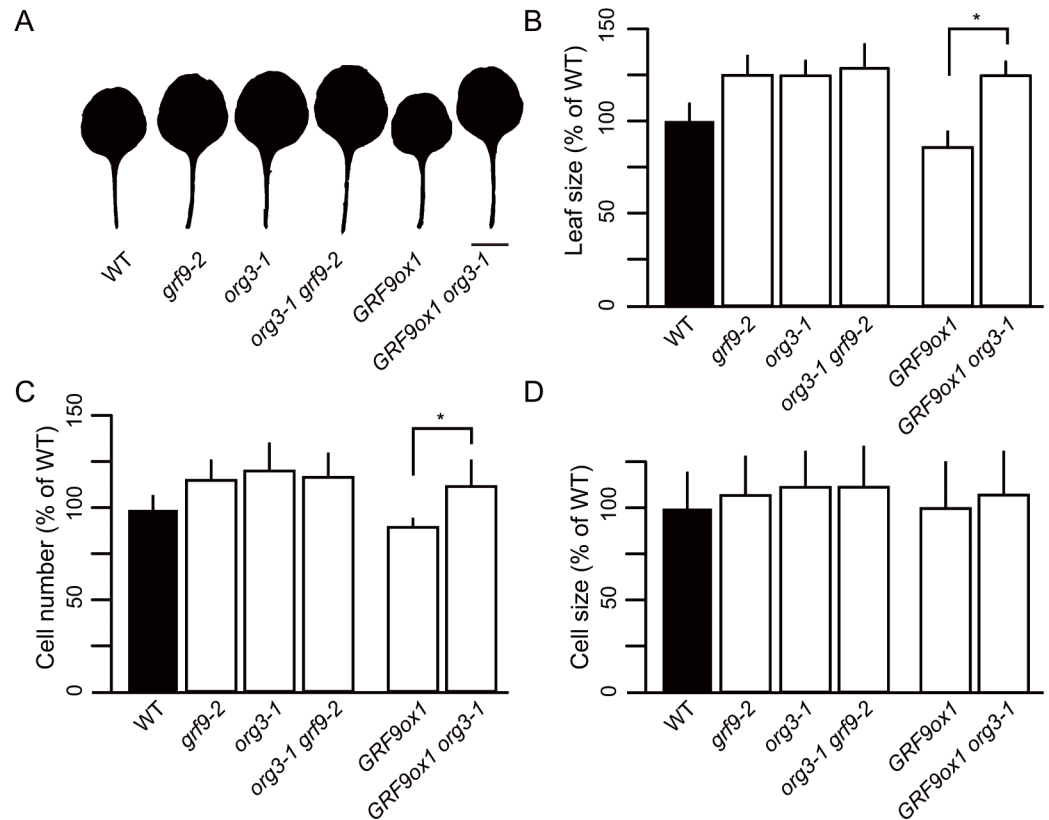 A
WT
grf9-2
org3-1
org3-1 grf9-2
GRF9ox1
GRF9ox1 org3-1
B
Leaf size (% of WT)
150
100
50
0
*
WT
grf9-2
org3-1
org3-1 grf9-2
GRF9ox1
GRF9ox1 org3-1
C
Cell number (% of WT)
150
100
50
0
*
WT
grf9-2
org3-1
org3-1 grf9-2
GRF9ox1
GRF9ox1 org3-1
D
Cell size (% of WT)
100
50
0
WT
grf9-2
org3-1
org3-1 grf9-2
GRF9ox1
GRF9ox1 org3-1